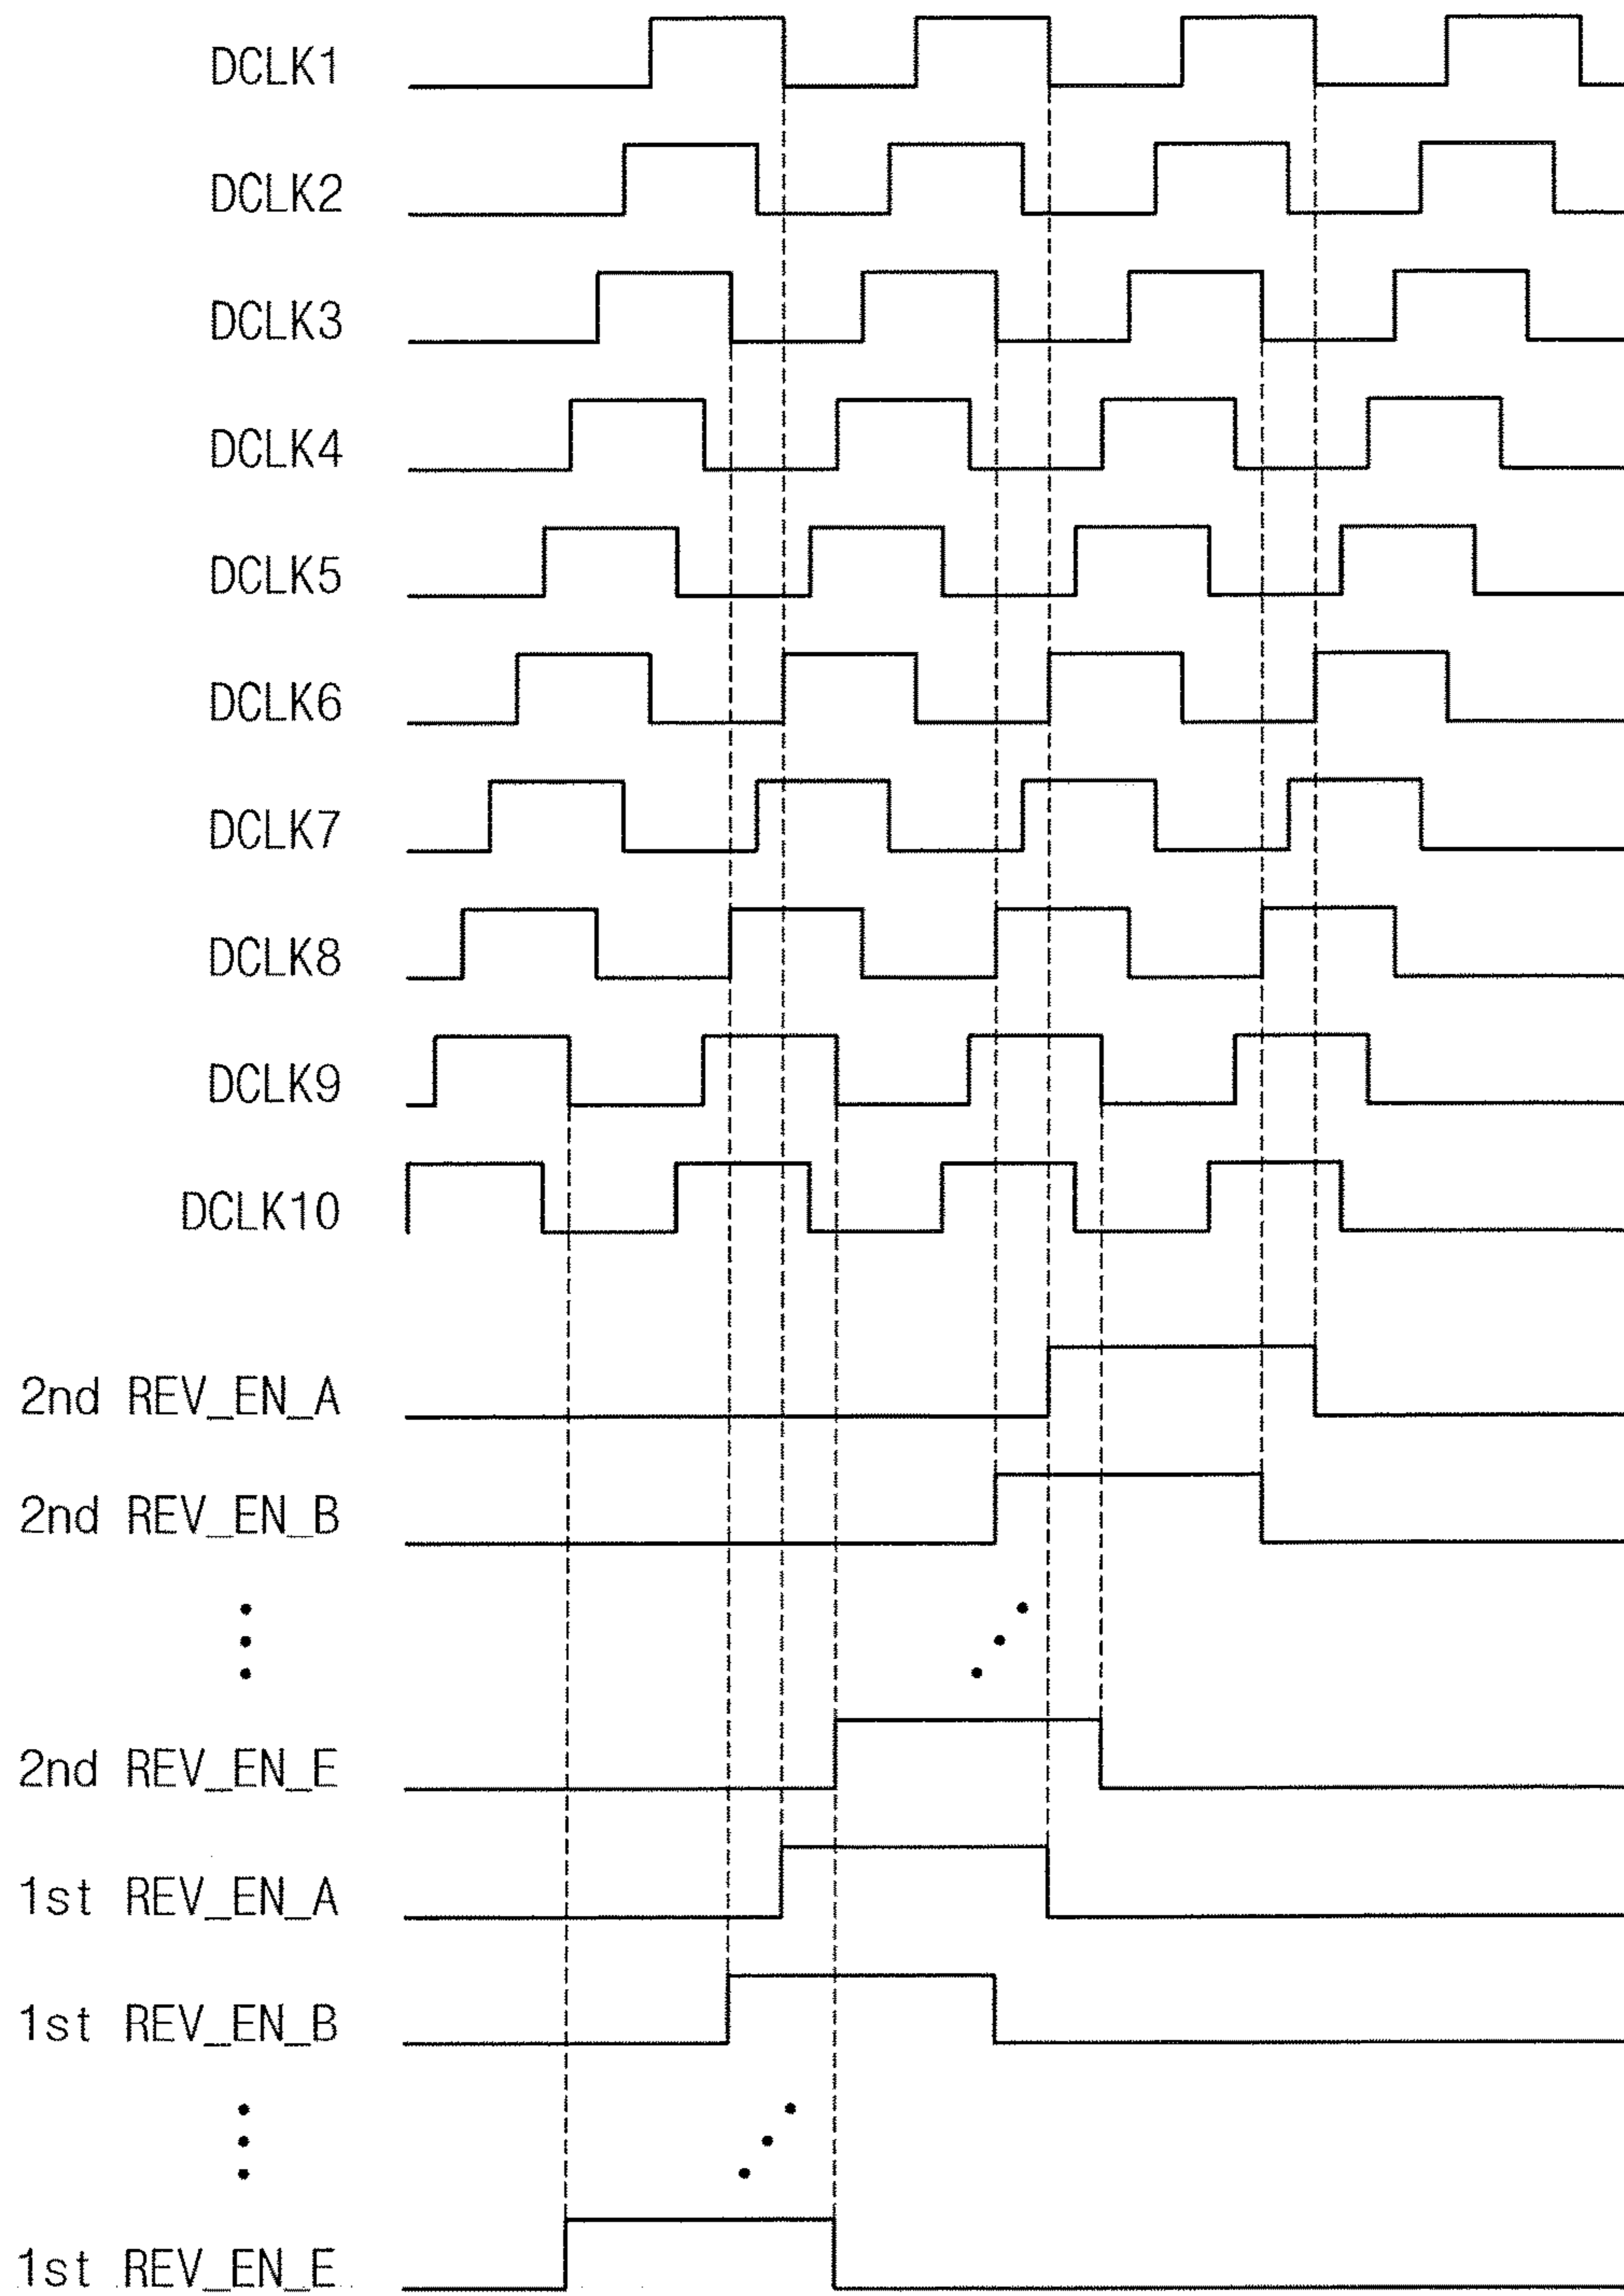 DCLK1
DCLK2
DCLK3
DCLK4
DCLK5
DCLK6
DCLK7
DCLK8
DCLK9
DCLK10
2nd REV_EN_A
2nd REV_EN_B
2nd REV_EN_E
1st REV_EN_A
1st REV_EN_B
1st REV_EN_E